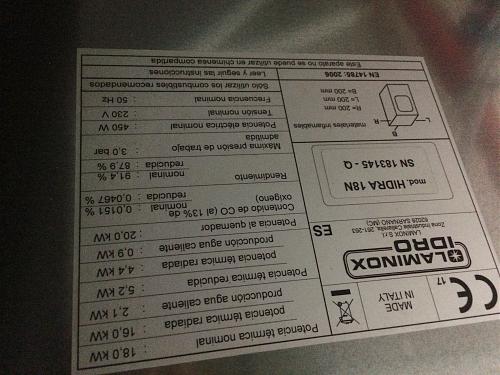 CE
17
MADE
IN ITALY
LAMINOX
IDRO
LAMINOX S.r.l.
62028 SARNANO (MC)
ES
mod. HIDRA 18N
SN 183145 - Q
B
R
L
materiales inflamables
R= 200 mm
L= 200 mm
B= 200 mm
EN 14785: 2006
Potencia térmica nominal : 18,0 kW
potencia térmica radiada : 16,0 kW
producción agua caliente : 2,1 kW
Potencia térmica reducida : 5,2 kW
potencia térmica radiada : 4,4 kW
producción agua caliente : 0,9 kW
Potencia al quemador : 20,0 kW
Contenido de CO (al 13% de oxígeno) nominal : 0,0151 %
reducida : 0,0467 %
Rendimiento nominal : 91,4 %
reducida : 87,9 %
Máxima presión de trabajo admitida : 3,0 bar
Potencia eléctrica nominal : 450 W
Tensión nominal : 230 V
Frecuencia nominal : 50 Hz
Sólo utilizar los combustibles recomendados
Leer y seguir las instrucciones
Este aparato no se puede utilizar en chimenea compartida